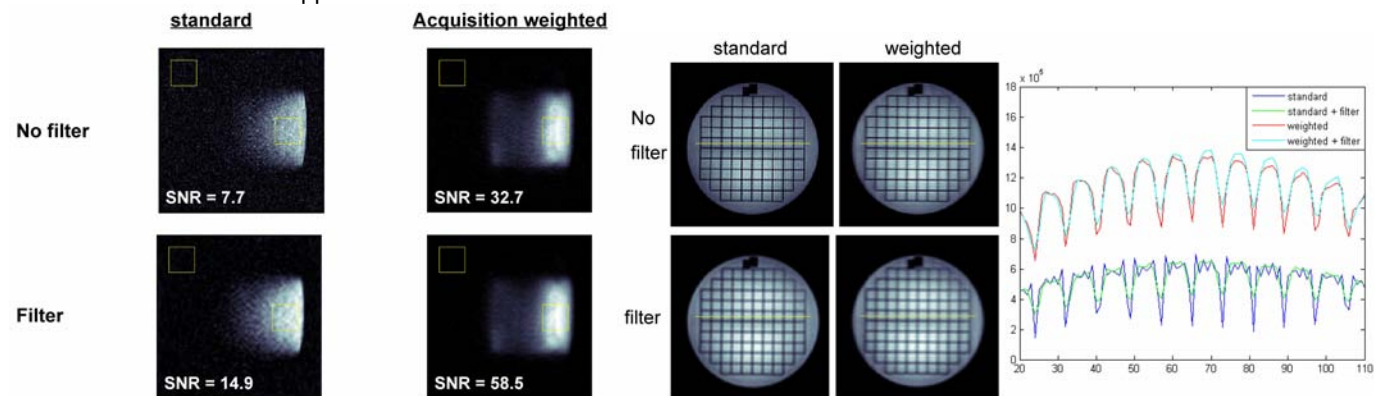 standard
Acquisition weighted
No filter
SNR = 7.7
SNR = 32.7
Filter
SNR = 14.9
SNR = 58.5
standard
weighted
No
filter
filter
x 10⁵
18
16
14
12
10
8
6
4
2
0
20
30
40
50
60
70
80
90
100
110
standard
standard + filter
weighted
weighted + filter